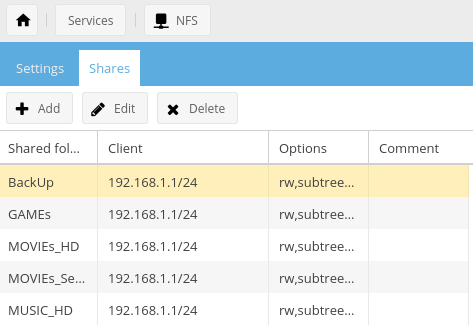 Services NFS
Settings Shares
Add Edit Delete
Shared fol... Client Options Comment
BackUp 192.168.1.1/24 rw,subtree...
GAMEs 192.168.1.1/24 rw,subtree...
MOVIEs_HD 192.168.1.1/24 rw,subtree...
MOVIEs_Se... 192.168.1.1/24 rw,subtree...
MUSIC_HD 192.168.1.1/24 rw,subtree...